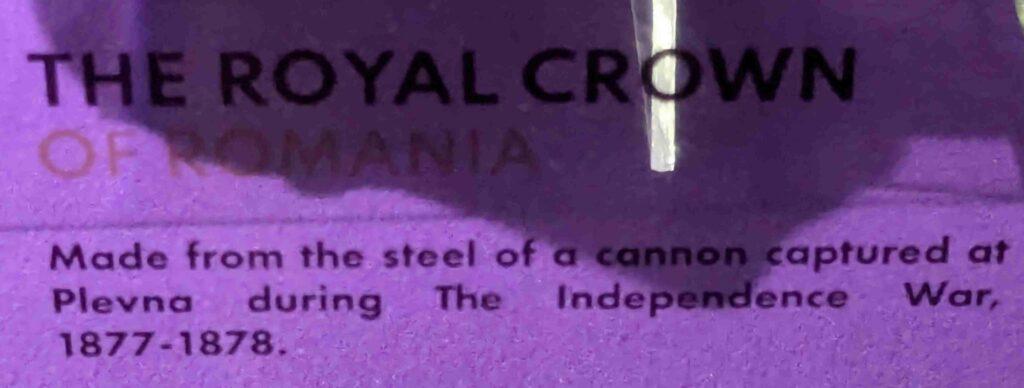 THE ROYAL CROWN
OF ROMANIA
Made from the steel of a cannon captured at
Plevna during The Independence War,
1877-1878.